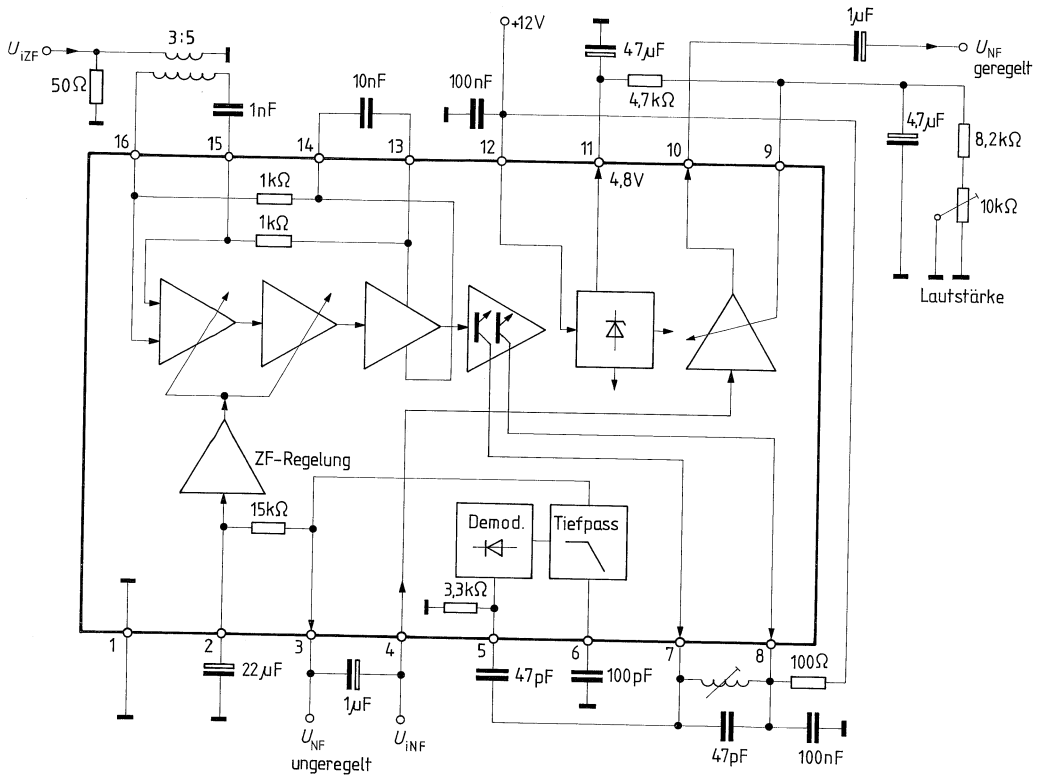 +12V
1μF
U_iZF
3:5
47μF
U_NF
geregelt
50Ω
10nF
100nF
4,7kΩ
1nF
4,7μF
8,2kΩ
16
15
14
13
12
11
10
9
4,8V
1kΩ
10kΩ
1kΩ
Lautstärke
ZF-Regelung
15kΩ
Demod.
Tiefpass
3,3kΩ
1
2
3
4
5
6
7
8
100Ω
22μF
47pF
100pF
1μF
U_NF
ungeregelt
U_iNF
47pF
100nF